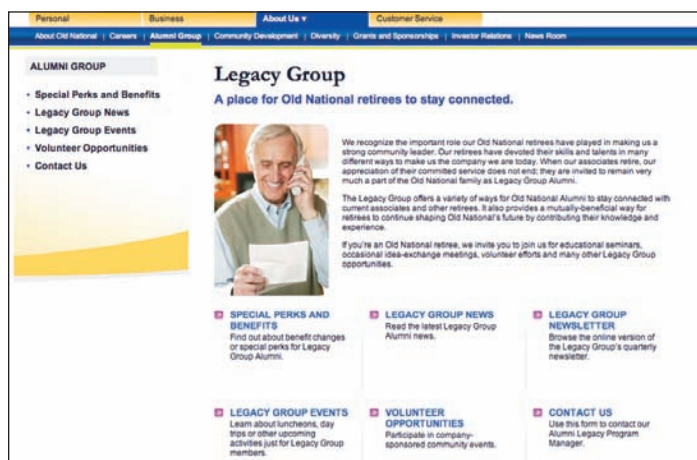 Personal
Business
About Us ▾
Customer Service
About Old National | Careers | Alumni Group | Community Development | Diversity | Grants and Sponsorships | Investor Relations | News Room
ALUMNI GROUP
• Special Perks and Benefits
• Legacy Group News
• Legacy Group Events
• Volunteer Opportunities
• Contact Us
Legacy Group
A place for Old National retirees to stay connected.
We recognize the important role our Old National retirees have played in making us a
strong community leader. Our retirees have devoted their skills and talents in many
different ways to make us the company we are today. When our associates retire, our
appreciation of their committed service does not end; they are invited to remain very
much a part of the Old National family as Legacy Group Alumni.
The Legacy Group offers a variety of ways for Old National Alumni to stay connected with
current associates and other retirees. It also provides a mutually-beneficial way for
retirees to continue shaping Old National's future by contributing their knowledge and
experience.
If you're an Old National retiree, we invite you to join us for educational seminars,
occasional idea-exchange meetings, volunteer efforts and many other Legacy Group
opportunities.
SPECIAL PERKS AND
BENEFITS
Find out about benefit changes
or special perks for Legacy
Group Alumni.
LEGACY GROUP NEWS
Read the latest Legacy Group
Alumni news.
LEGACY GROUP
NEWSLETTER
Browse the online version of
the Legacy Group's quarterly
newsletter.
LEGACY GROUP EVENTS
Learn about luncheons, day
trips or other upcoming
activities just for Legacy Group
members.
VOLUNTEER
OPPORTUNITIES
Participate in company-
sponsored community events.
CONTACT US
Use this form to contact our
Alumni Legacy Program
Manager.